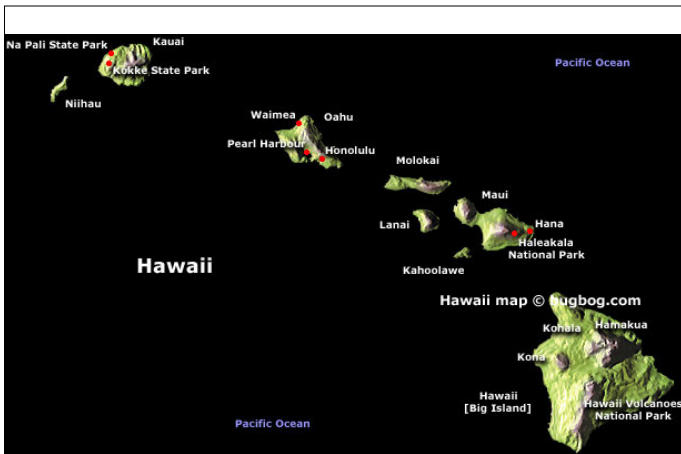 Na Pali State Park
Kauai
Kokke State Park
Niihau
Pacific Ocean
Waimea
Oahu
Pearl Harbour
Honolulu
Molokai
Maui
Lanai
Hana
Haleakala
National Park
Kahoolawe
Hawaii
Hawaii map © bugbog.com
Kohala
Hamakua
Kona
Hawaii
[Big Island]
Hawaii Volcanoes
National Park
Pacific Ocean